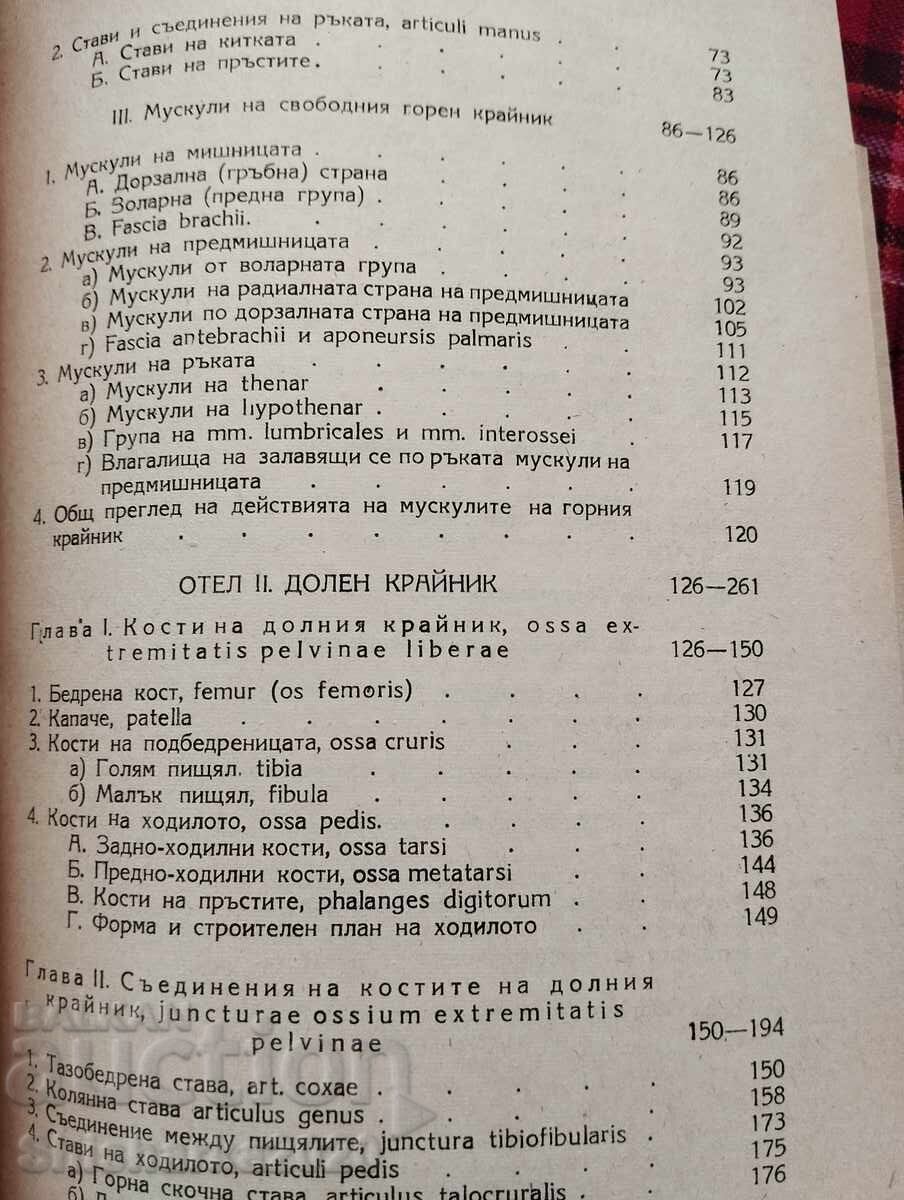 2. Стави и съединения на ръката, articuli manus . . 73
А. Стави на китката . . . . . 73
Б. Стави на пръстите . . . . . 83
III. Мускули на свободния горен крайник 86—126
1. Мускули на мишницата . . . . . 86
А. Дорзална (гръбна) страна . . . . 86
Б. Золарна (предна група) . . . . . 89
В. Fascia brachii. . . . . . 92
2. Мускули на предмишницата . . . . . 93
а) Мускули от воларната група . . . . 93
б) Мускули на радиалната страна на предмишницата 102
в) Мускули по дорзалната страна на предмишницата 105
г) Fascia antebrachii и aponeursis palmaris . . 111
3. Мускули на ръката . . . . . . 112
а) Мускули на thenar . . . . . 113
б) Мускули на hypothenar . . . . . 115
в) Група на mm. lumbricales и mm. interossei . 117
г) Влагалища на залавящи се по ръката мускули на
предмишницата . . . . . . 119
4. Общ преглед на действията на мускулите на горния
крайник . . . . . . . . 120
ОТЕЛ II. ДОЛЕН КРАЙНИК 126—261
Глава I. Кости на долния крайник, ossa ex-
tremitatis pelvinae liberae 126—150
1. Бедрена кост, femur (os femoris) . . . . 127
2. Капаче, patella . . . . . . . 130
3. Кости на подбедреницата, ossa cruris . . . 131
а) Голям пищял. tibia . . . . . 131
б) Малък пищял, fibula . . . . . 134
4. Кости на ходилото, ossa pedis. . . . . 136
А. Задно-ходилни кости, ossa tarsi . . . 136
Б. Предно-ходилни кости, ossa metatarsi . . 144
В. Кости на пръстите, phalanges digitorum . . 148
Г. Форма и строителен план на ходилото . . 149
Глава II. Съединения на костите на долния
крайник, juncturae ossium extremitatis
pelvinae 150—194
1. Тазобедрена става, art. coxae . . . . . 150
2. Колянна става articulus genus . . . . . 158
3. Съединение между пищялите, junctura tibiofibularis . 173
4. Стави на ходилото, articuli pedis . . . . 175
а) Горна скочна става, articulus talocruralis . . 176
б)
auction